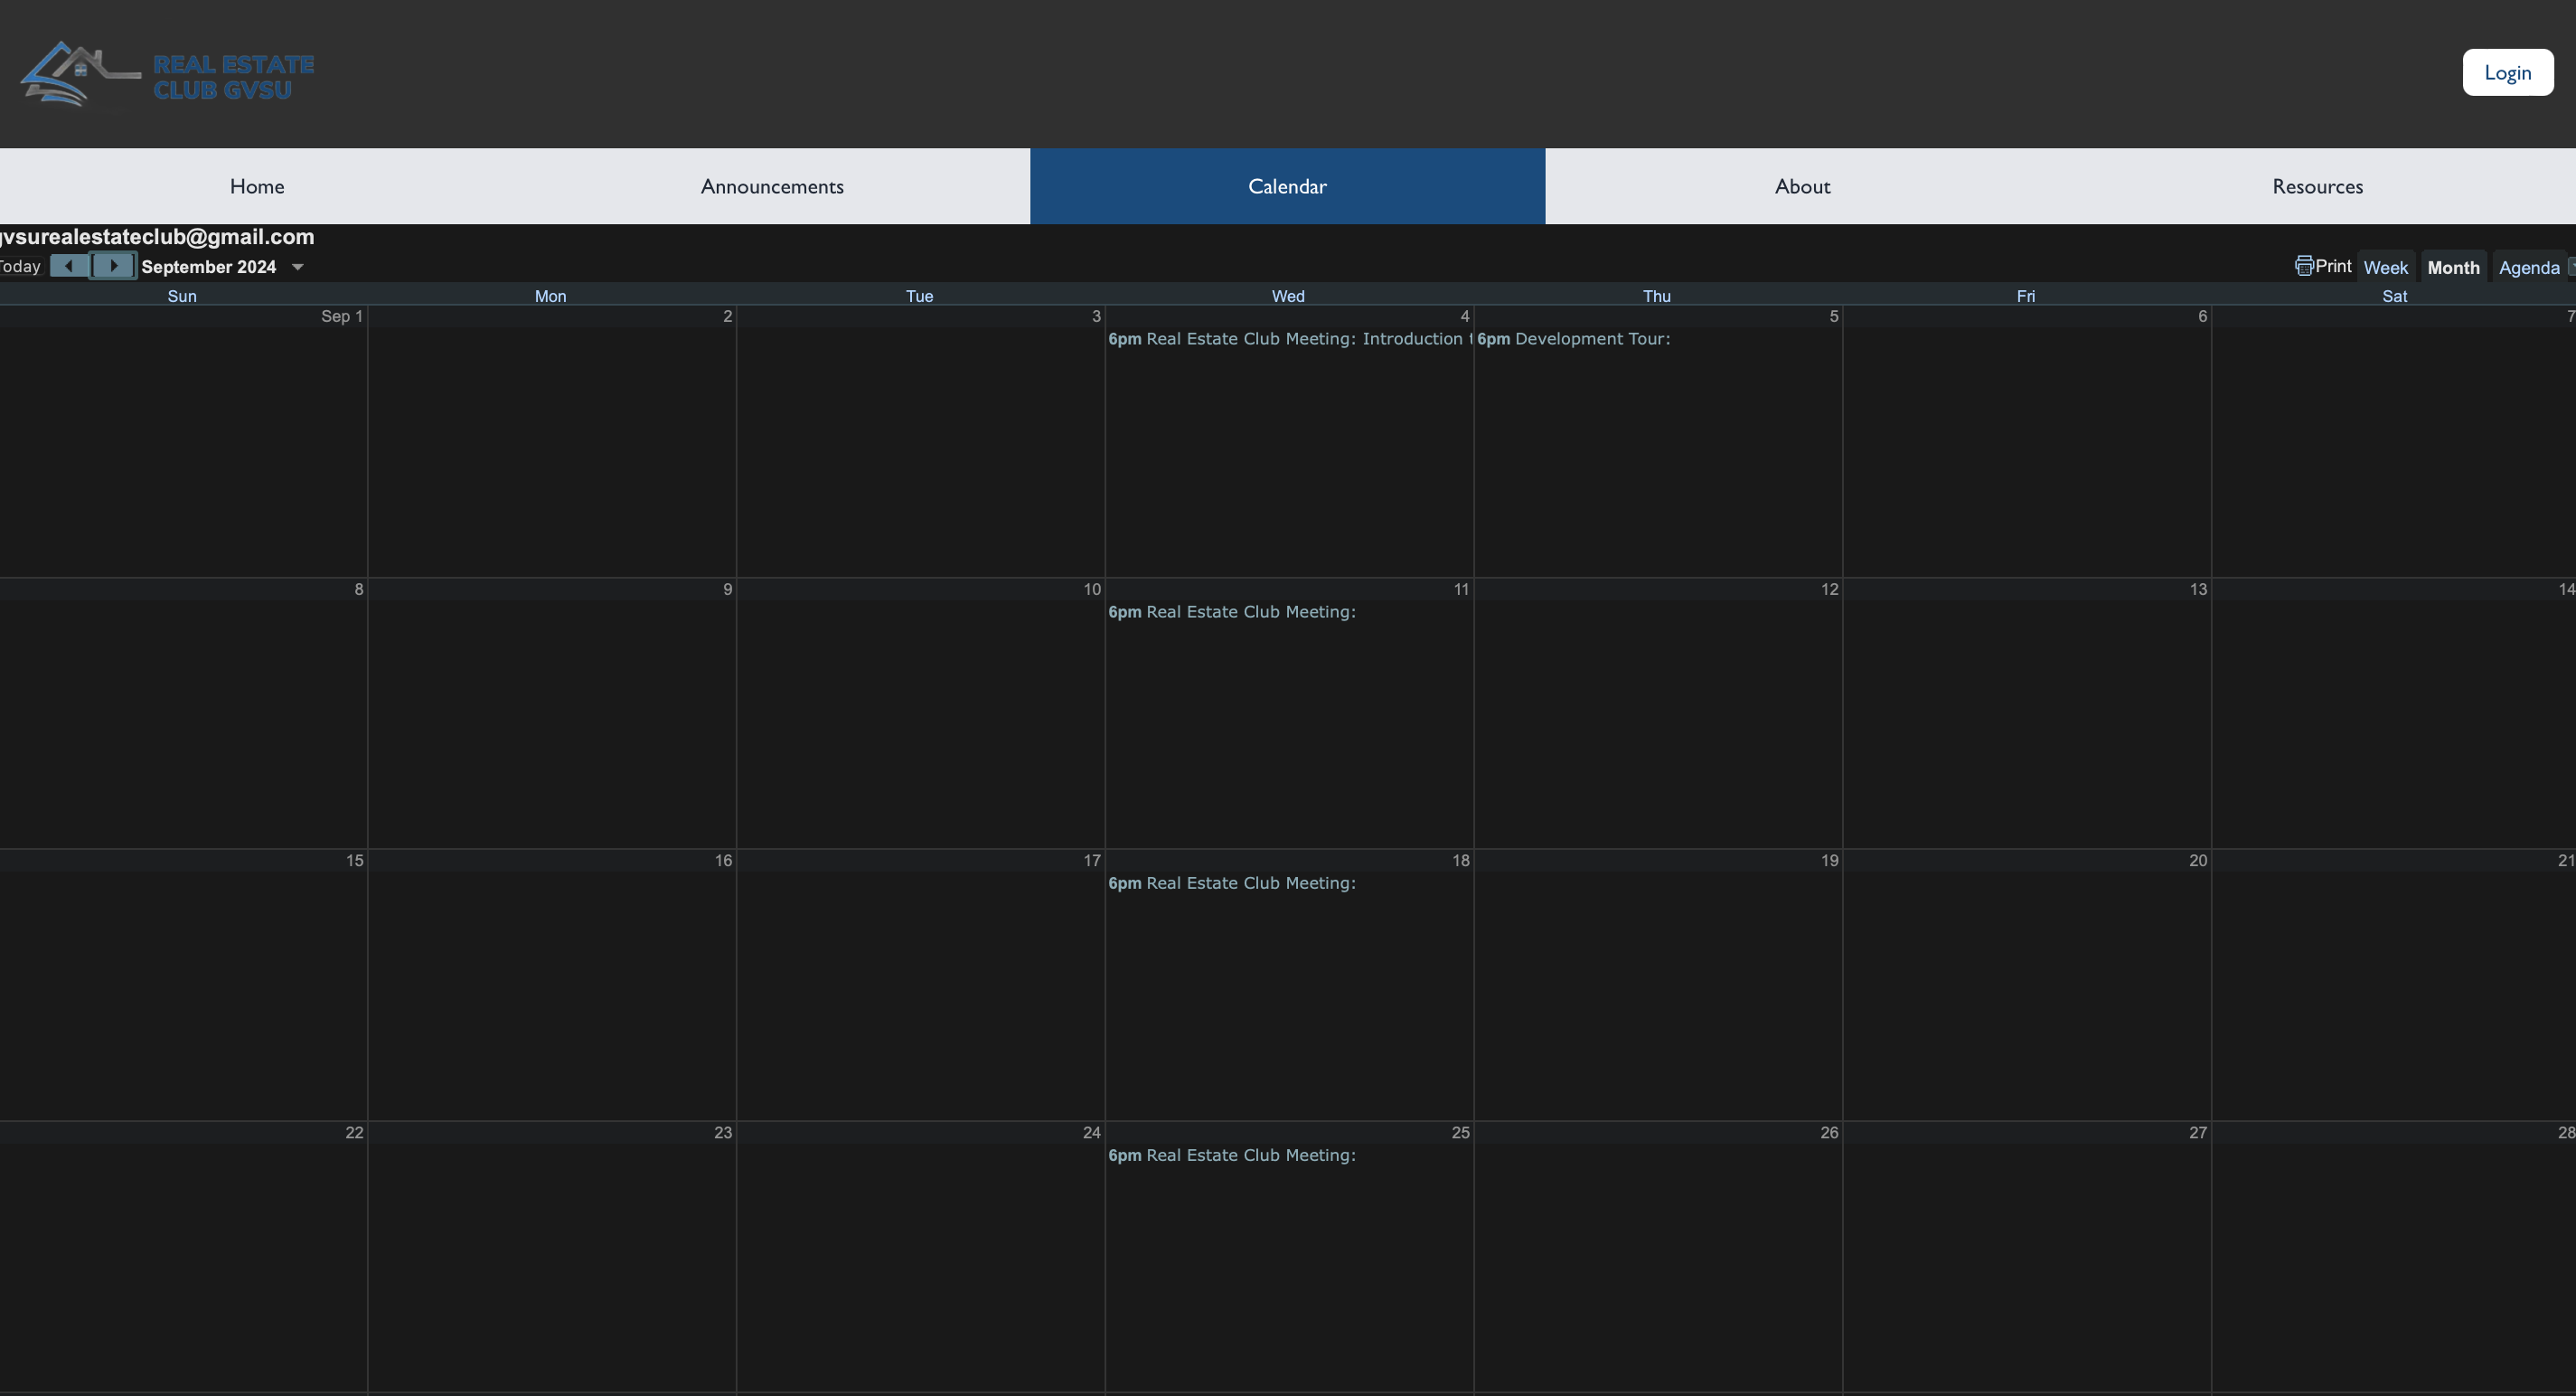 REAL ESTATE
CLUB GVSU
Login
Home Announcements Calendar About Resources
gvsurealestateclub@gmail.com
Today September 2024 Print Week Month Agenda
Sun Mon Tue Wed Thu Fri Sat
Sep 1 2 3 4 5 6 7
6pm Real Estate Club Meeting: Introduction 6pm Development Tour:
8 9 10 11 12 13 14
6pm Real Estate Club Meeting:
15 16 17 18 19 20 21
6pm Real Estate Club Meeting:
22 23 24 25 26 27 28
6pm Real Estate Club Meeting: